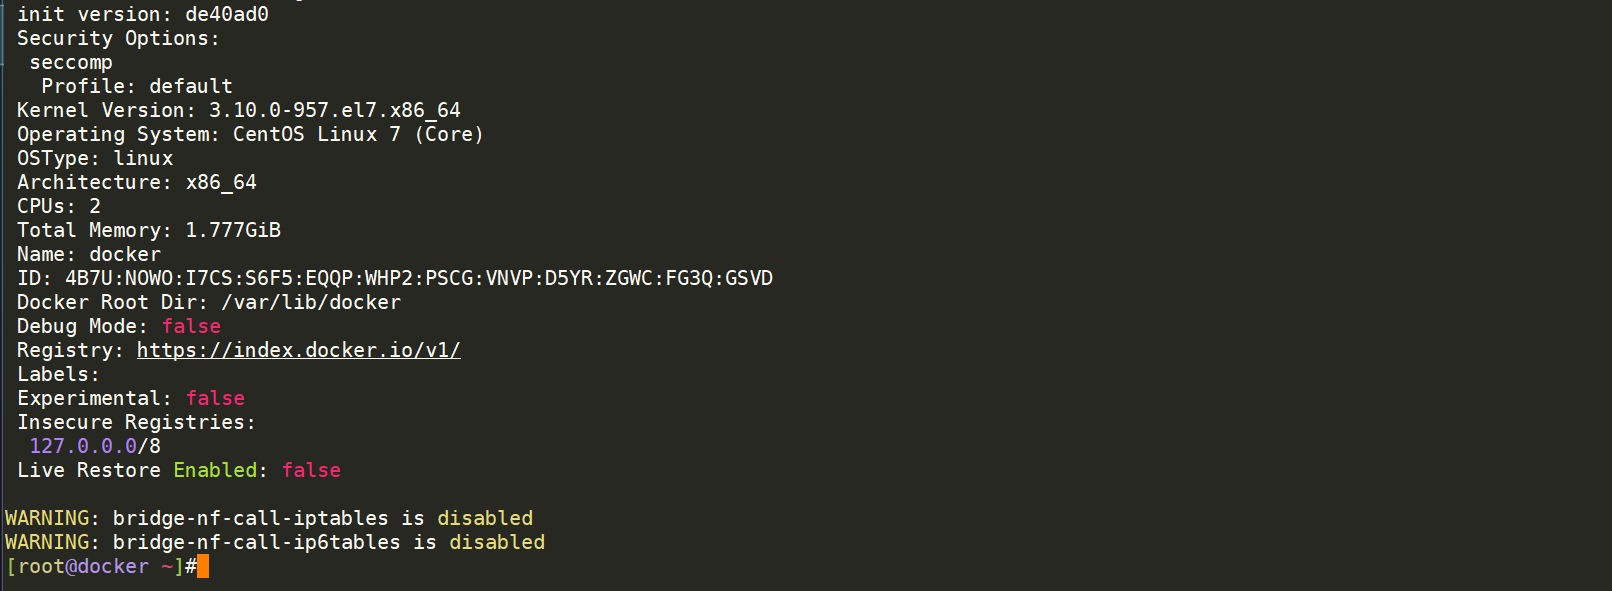 init version: de40ad0
Security Options:
seccomp
Profile: default
Kernel Version: 3.10.0-957.el7.x86_64
Operating System: CentOS Linux 7 (Core)
OSType: linux
Architecture: x86_64
CPUs: 2
Total Memory: 1.777GiB
Name: docker
ID: 4B7U:NOWO:I7CS:S6F5:EQQP:WHP2:PSCG:VNVP:D5YR:ZGWC:FG3Q:GSVD
Docker Root Dir: /var/lib/docker
Debug Mode: false
Registry: https://index.docker.io/v1/
Labels:
Experimental: false
Insecure Registries:
127.0.0.0/8
Live Restore Enabled: false
WARNING: bridge-nf-call-iptables is disabled
WARNING: bridge-nf-call-ip6tables is disabled
[root@docker ~]#